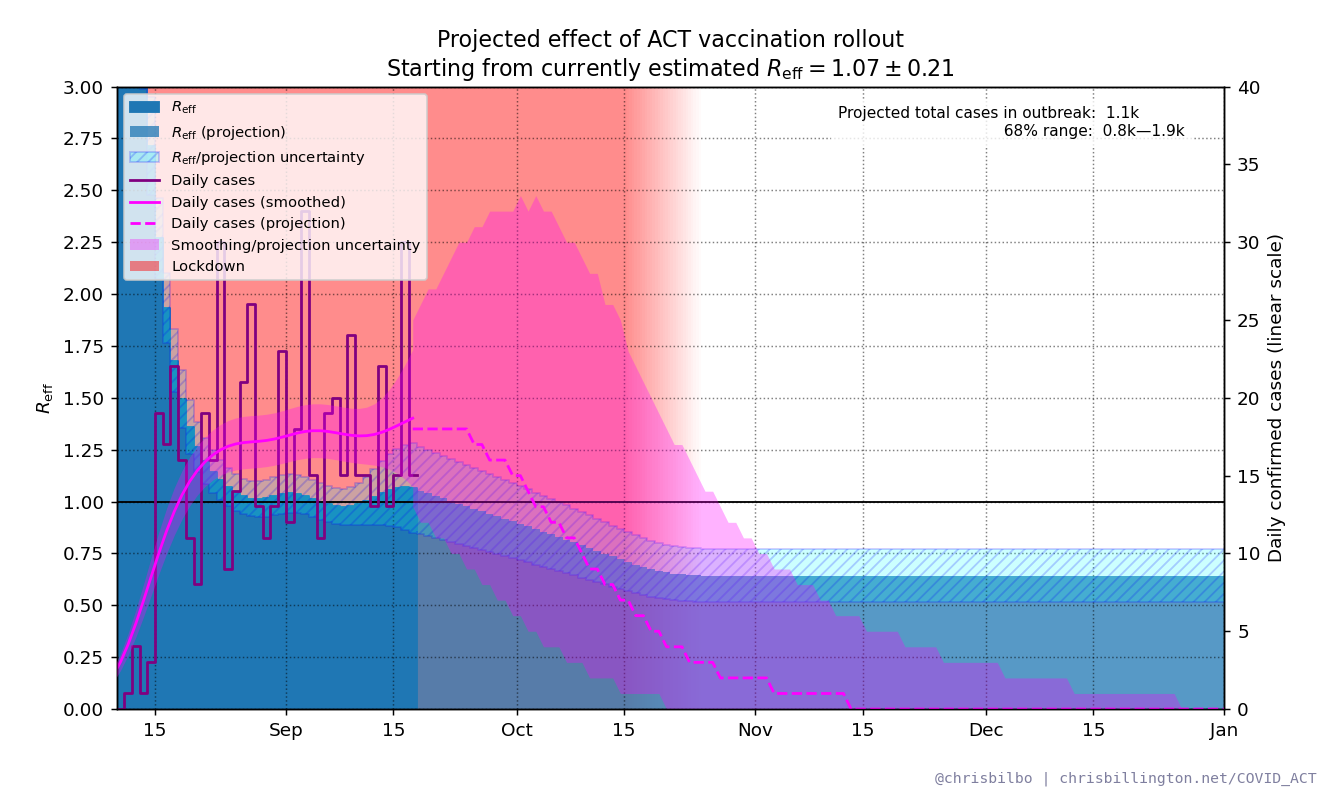 Projected effect of ACT vaccination rollout
Starting from currently estimated Reff = 1.07 ± 0.21
Projected total cases in outbreak: 1.1k
68% range: 0.8k—1.9k
Reff
Reff (projection)
Reff/projection uncertainty
Daily cases
Daily cases (smoothed)
Daily cases (projection)
Smoothing/projection uncertainty
Lockdown
Reff
3.00
2.75
2.50
2.25
2.00
1.75
1.50
1.25
1.00
0.75
0.50
0.25
0.00
40
35
30
25
20
15
10
5
0
Daily confirmed cases (linear scale)
15 Sep 15 Oct 15 Nov 15 Dec 15 Jan
@chrisbilbo | chrisbillington.net/COVID_ACT